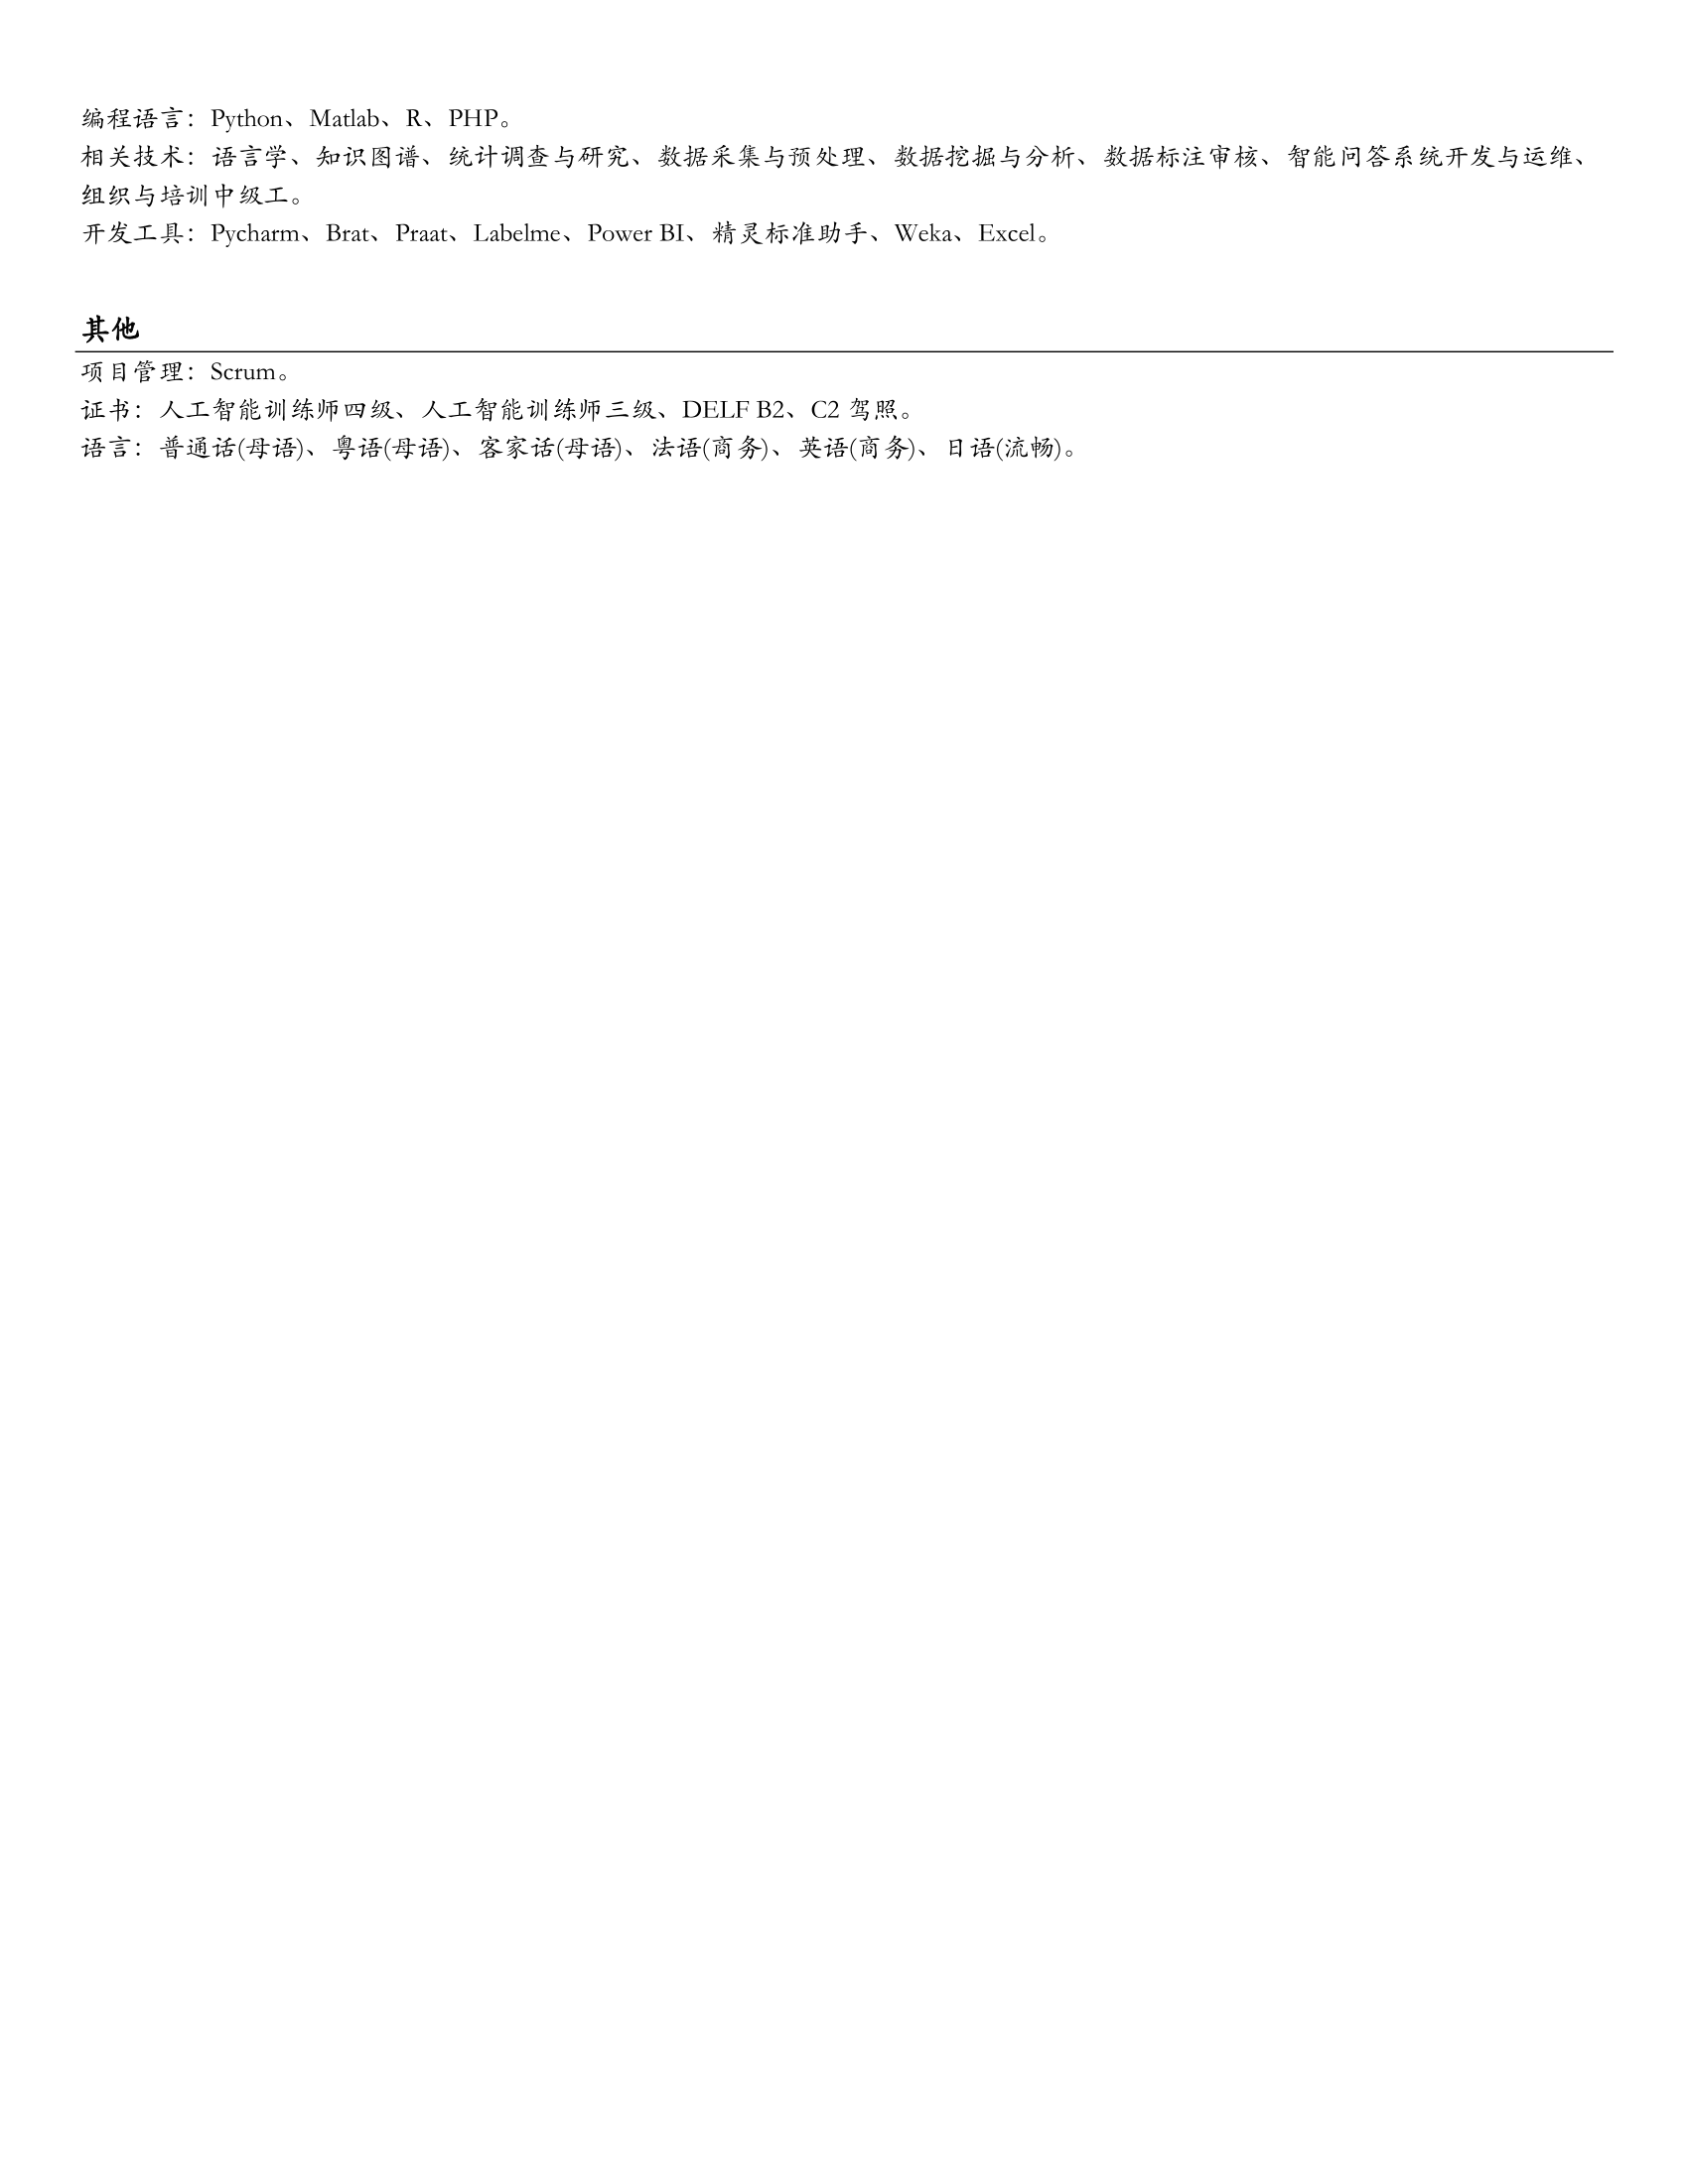 编程语言：Python、Matlab、R、PHP。
相关技术：语言学、知识图谱、统计调查与研究、数据采集与预处理、数据挖掘与分析、数据标注审核、智能问答系统开发与运维、
组织与培训中级工。
开发工具：Pycharm、Brat、Praat、Labelme、Power BI、精灵标准助手、Weka、Excel。
其他
项目管理：Scrum。
证书：人工智能训练师四级、人工智能训练师三级、DELF B2、C2 驾照。
语言：普通话(母语)、粤语(母语)、客家话(母语)、法语(商务)、英语(商务)、日语(流畅)。